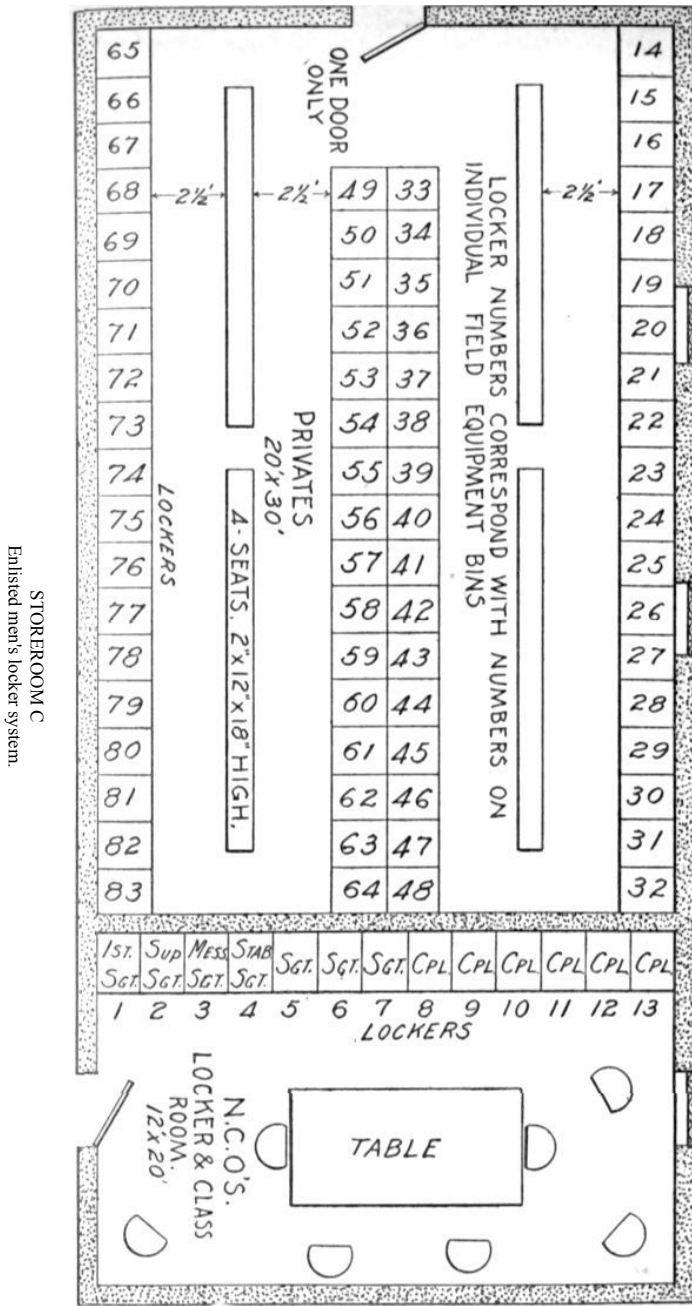 65
66
67
68
69
70
71
72
73
74
75
76
77
78
79
80
81
82
83
ONE DOOR
ONLY
2½'
2½'
2½'
49 33
50 34
51 35
52 36
53 37
54 38
55 39
56 40
57 41
58 42
59 43
60 44
61 45
62 46
63 47
64 48
LOCKER NUMBERS CORRESPOND WITH NUMBERS ON
INDIVIDUAL FIELD EQUIPMENT BINS
PRIVATES
20'X30'
LOCKERS
4-SEATS, 2"x12"x18" HIGH,
14
15
16
17
18
19
20
21
22
23
24
25
26
27
28
29
30
31
32
1ST. SGT.
SUP SGT.
MESS SGT.
STAB SGT.
SGT.
SGT.
SGT.
CPL
CPL
CPL
CPL
CPL
CPL
1 2 3 4 5 6 7 8 9 10 11 12 13
LOCKERS
N.C.O'S.
LOCKER & CLASS
ROOM.
12'X20'
TABLE
STOREROOM C
Enlisted men's locker system.